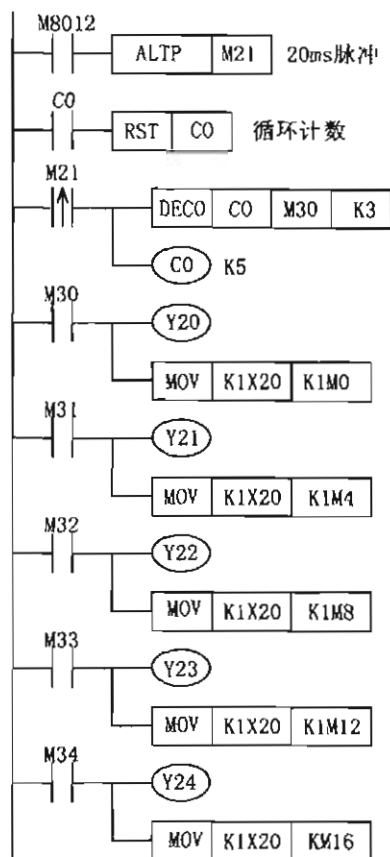 M8012
ALTP M21 20ms脉冲
C0
RST C0 循环计数
M21
DECO C0 M30 K3
C0 K5
M30
Y20
MOV K1X20 K1M0
M31
Y21
MOV K1X20 K1M4
M32
Y22
MOV K1X20 K1M8
M33
Y23
MOV K1X20 K1M12
M34
Y24
MOV K1X20 KM16